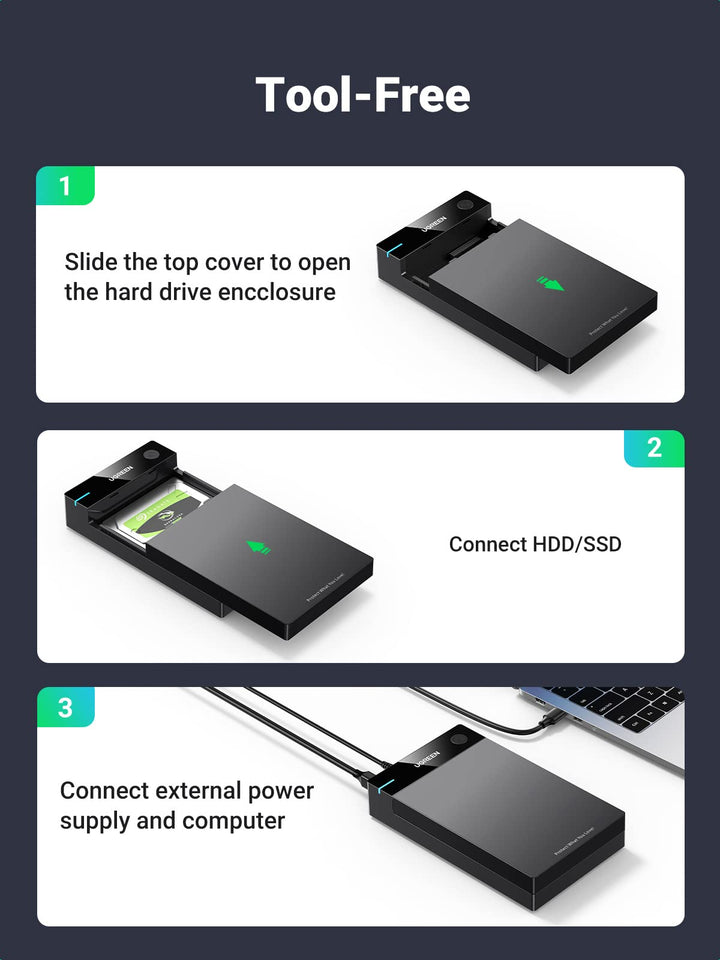 Tool-Free
1
Slide the top cover to open
the hard drive encclosure
UGREEN
Protect What You Love!
2
Connect HDD/SSD
UGREEN
Protect What You Love!
3
Connect external power
supply and computer
UGREEN
Protect What You Love!